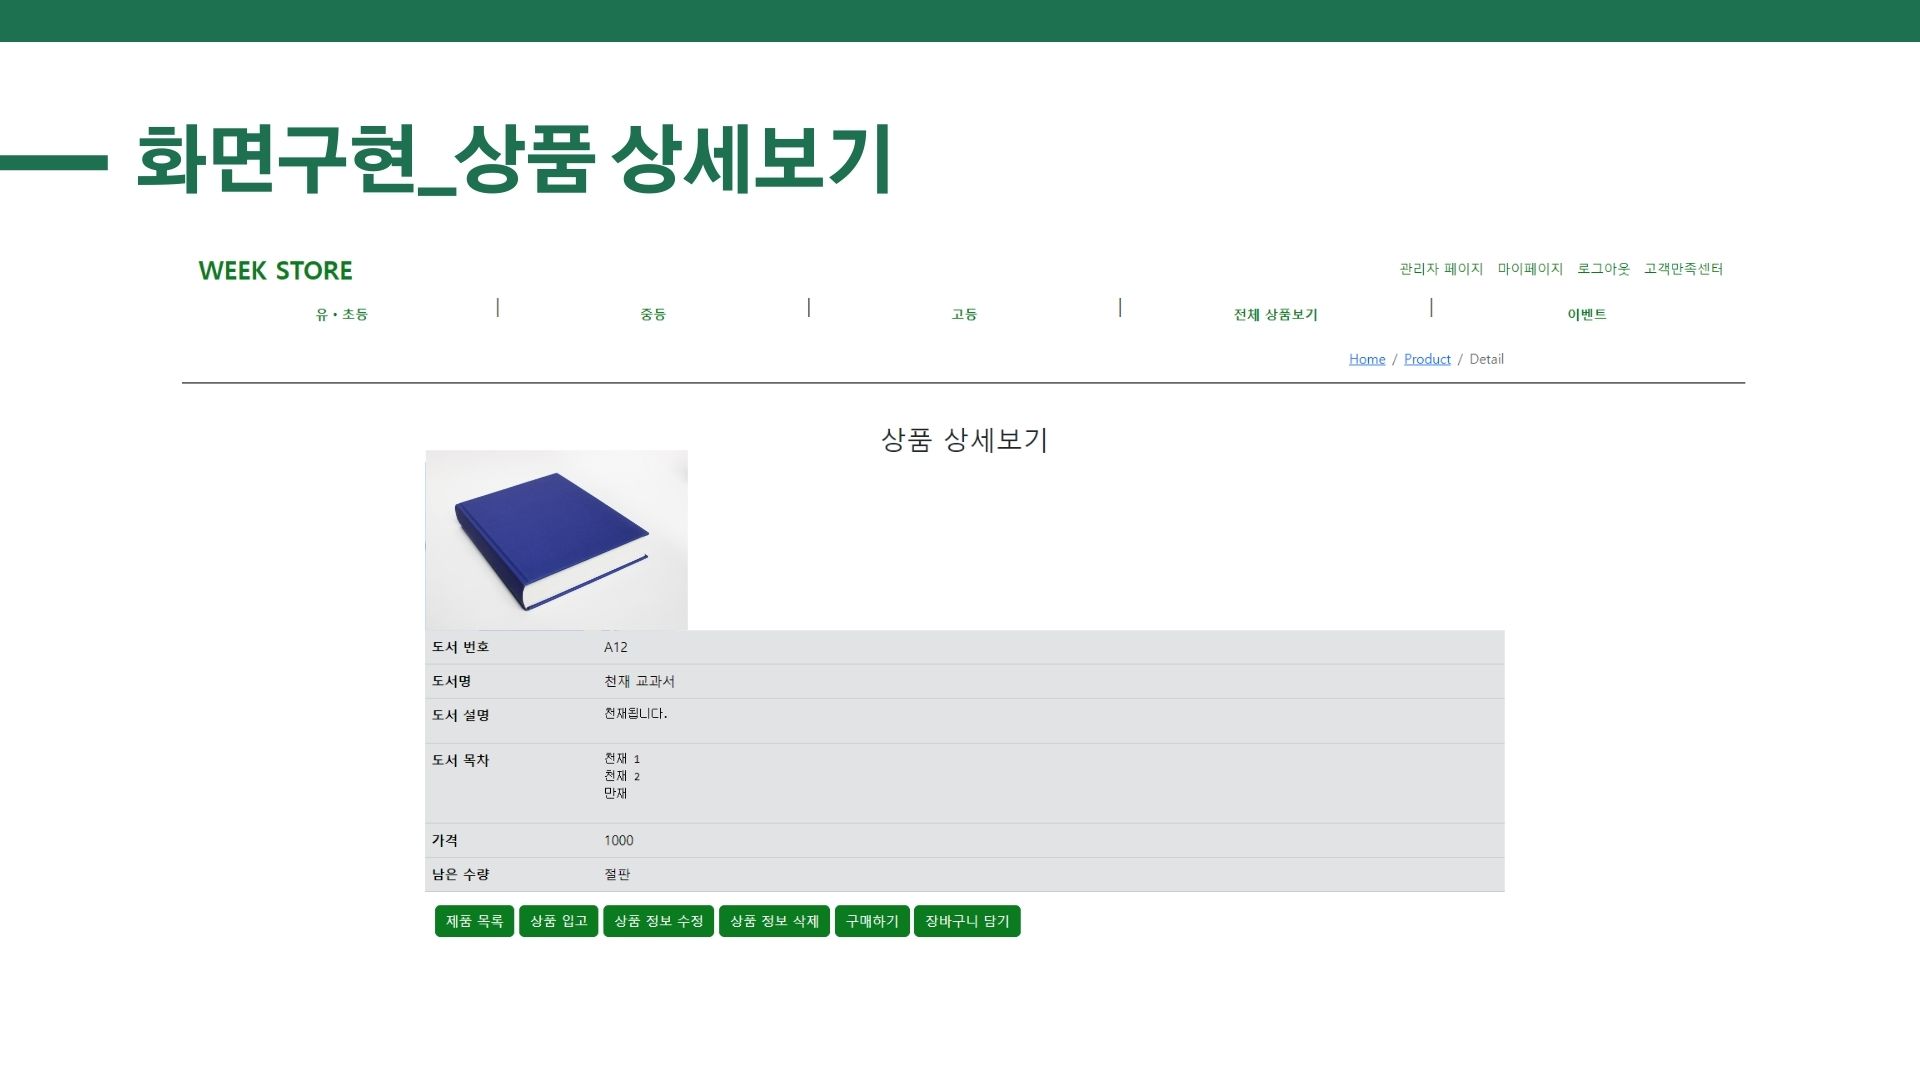 화면구현_상품 상세보기
WEEK STORE
관리자 페이지 마이페이지 로그아웃 고객만족센터
유 • 초등 | 중등 | 고등 | 전체 상품보기 | 이벤트
Home / Product / Detail
상품 상세보기
도서 번호 A12
도서명 천재 교과서
도서 설명 천재됩니다.
도서 목차 천재 1
천재 2
만재
가격 1000
남은 수량 절판
제품 목록 상품 입고 상품 정보 수정 상품 정보 삭제 구매하기 장바구니 담기